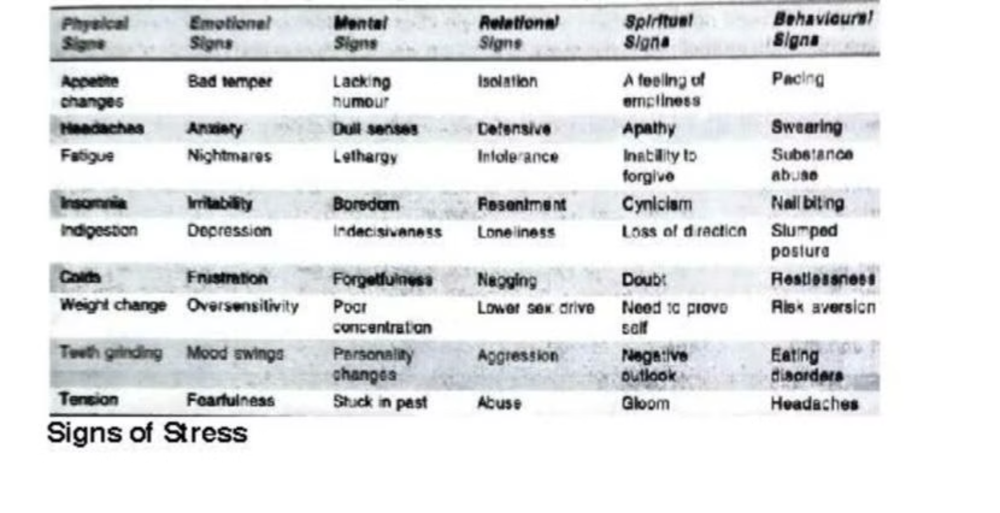 Physical Emotional Mental Relational Spiritual Behavioural
Signs Signs Signs Signs Signs Signs
Appetite Bad temper Lacking Isolation A feeling of Pacing
changes humour emptiness
Headaches Anxiety Dull senses Defensive Apathy Swearing
Fatigue Nightmares Lethargy Intolerance Inability to Substance
forgive abuse
Insomnia Irritability Boredom Resentment Cynicism Nail biting
Indigestion Depression Indecisiveness Loneliness Loss of direction Slumped
posture
Colds Frustration Forgetfulness Nagging Doubt Restlessness
Weight change Oversensitivity Poor Lower sex drive Need to prove Risk aversion
concentration self
Teeth grinding Mood swings Personality Aggression Negative Eating
changes outlook disorders
Tension Fearfulness Stuck in past Abuse Gloom Headaches
Signs of Stress